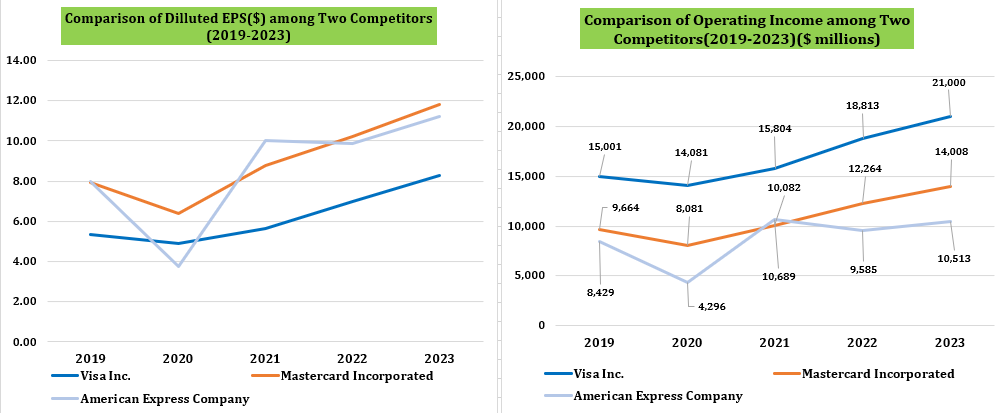 Comparison of Dilluted EPS($) among Two Competitors
(2019-2023)
14.00
12.00
10.00
8.00
6.00
4.00
2.00
0.00
2019 2020 2021 2022 2023
Visa Inc. Mastercard Incorporated
American Express Company
Comparison of Operating Income among Two
Competitors(2019-2023)($ millions)
25,000
20,000
15,000
10,000
5,000
0
15,001 14,081 15,804 18,813 21,000
9,664 8,081 10,082 12,264 14,008
8,429 4,296 10,689 9,585 10,513
2019 2020 2021 2022 2023
Visa Inc. Mastercard Incorporated
American Express Company